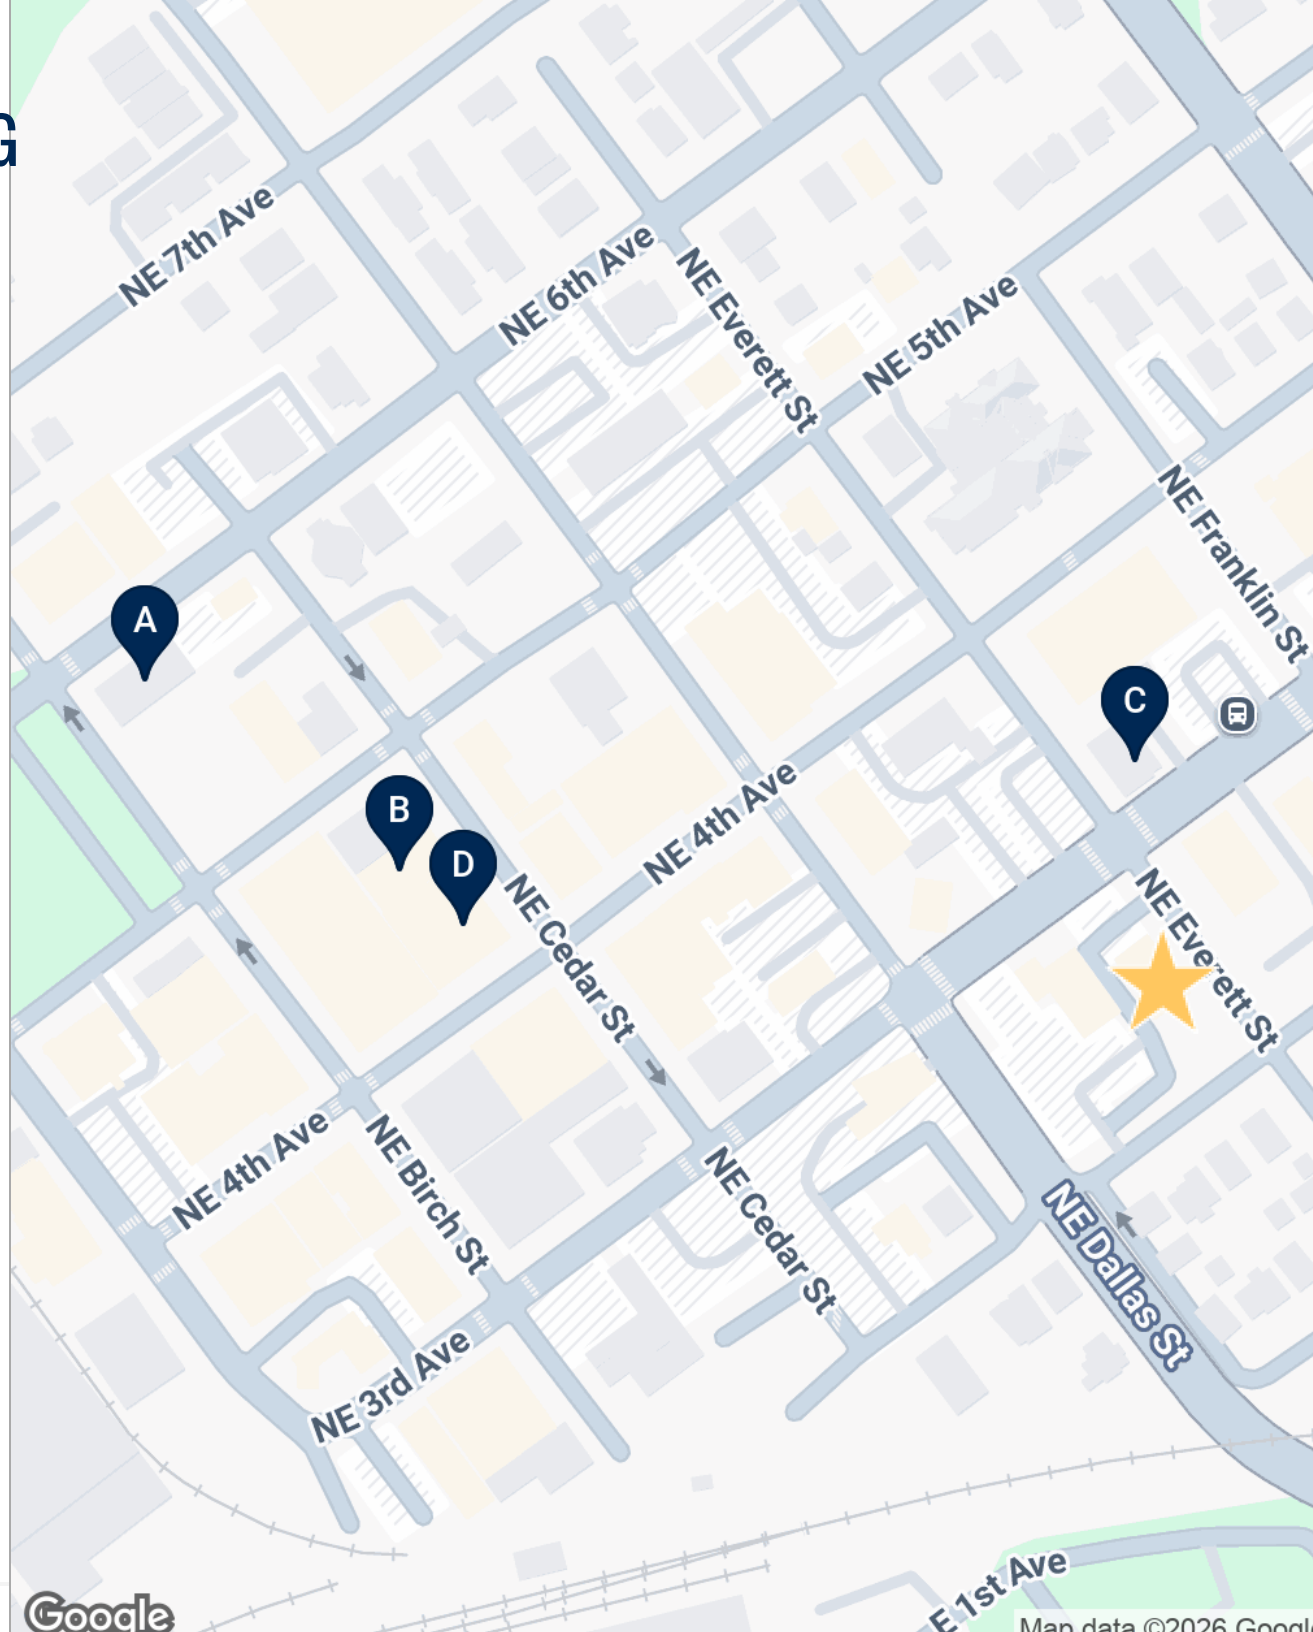 G
NE 7th Ave
NE 6th Ave
NE Everett St
NE 5th Ave
NE Franklin St
A
C
B
D
NE 4th Ave
NE Cedar St
NE Everett St
NE 4th Ave
NE Birch St
NE Cedar St
NE Dallas St
NE 3rd Ave
E 1st Ave
Google
Map data ©2026 Google